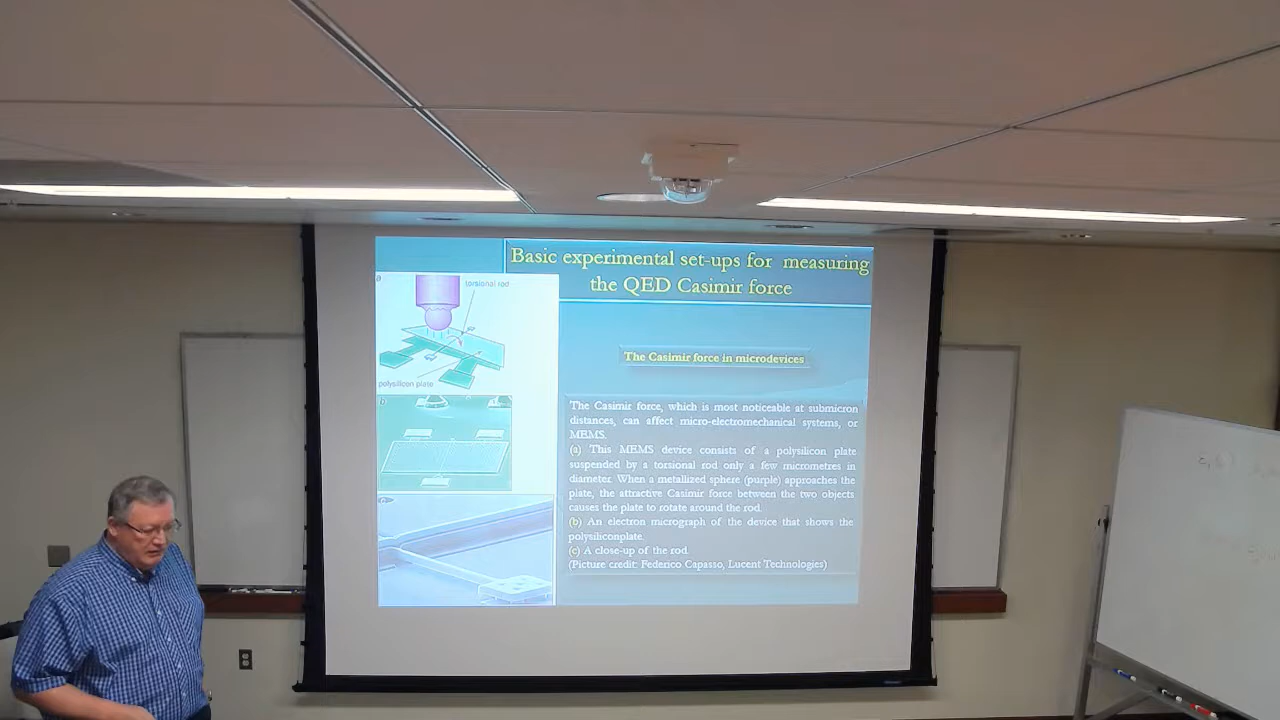 Basic experimental set-ups for measuring
the QED Casimir force
a
torsional rod
polysilicon plate
b
c
The Casimir force in microdevices
The Casimir force, which is most noticeable at submicron
distances, can affect micro-electromechanical systems, or
MEMS.
(a) This MEMS device consists of a polysilicon plate
suspended by a torsional rod only a few micrometres in
diameter. When a metallized sphere (purple) approaches the
plate, the attractive Casimir force between the two objects
causes the plate to rotate around the rod.
(b) An electron micrograph of the device that shows the
polysiliconplate.
(c) A close-up of the rod.
(Picture credit: Federico Capasso, Lucent Technologies)